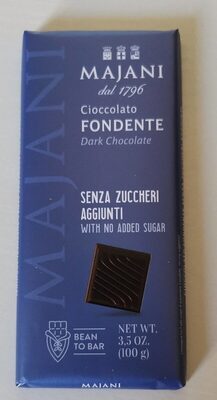 MAJANI
dal 1796
Cioccolato
FONDENTE
Dark Chocolate
MAJANI
SENZA ZUCCHERI
AGGIUNTI
WITH NO ADDED SUGAR
BEAN
TO BAR
NET WT.
3.5 OZ.
(100 g)
MAJANI